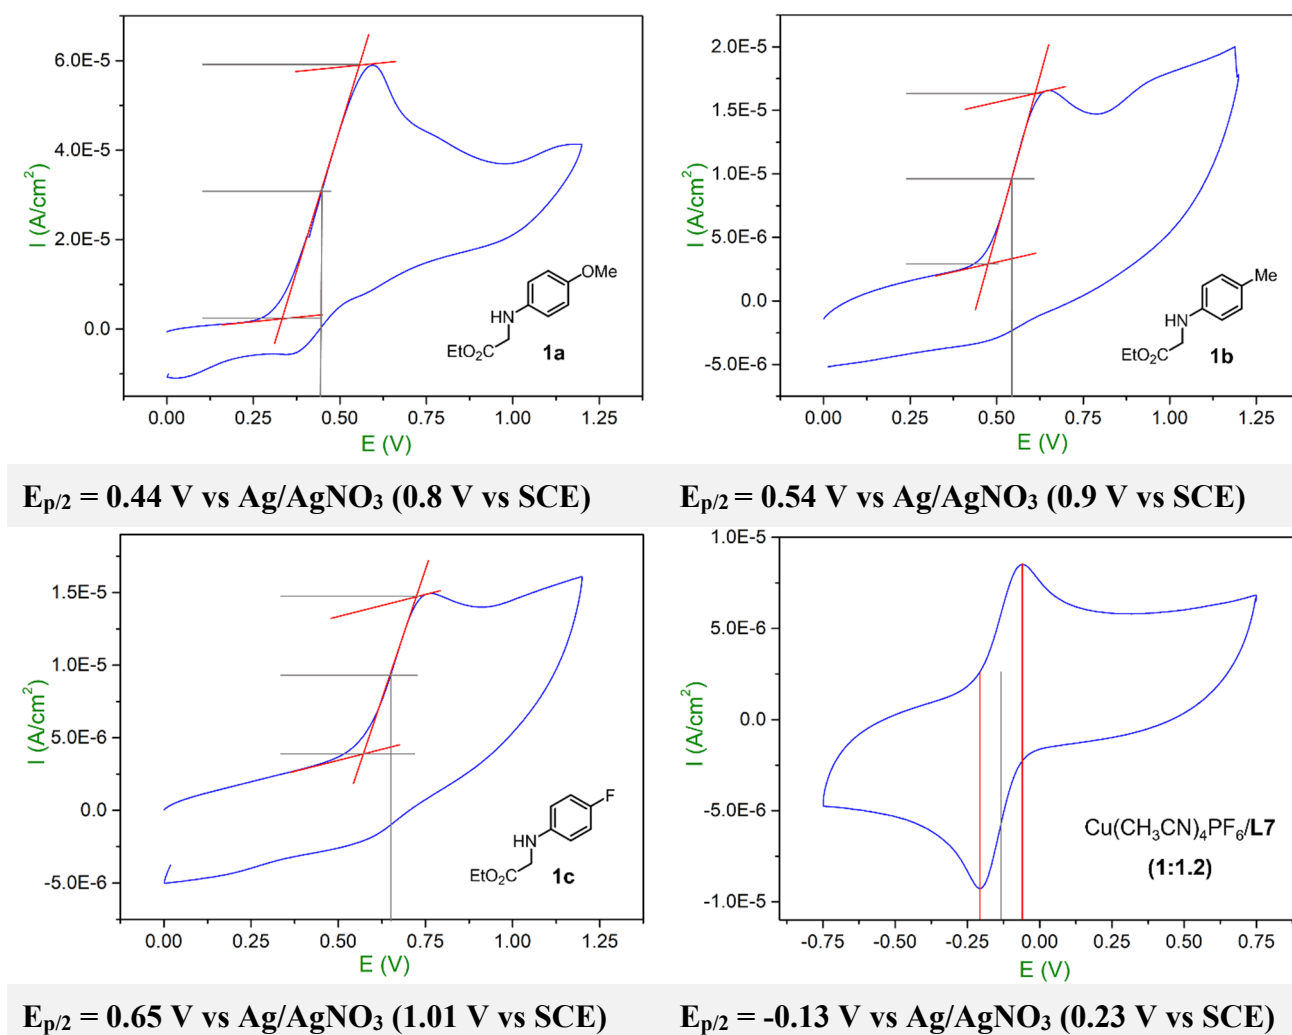 6.0E-5
4.0E-5
2.0E-5
0.0
I (A/cm²)
0.00 0.25 0.50 0.75 1.00 1.25
E (V)
OMe
HN
EtO₂C
1a
2.0E-5
1.5E-5
1.0E-5
5.0E-6
0.0
-5.0E-6
I (A/cm²)
0.00 0.25 0.50 0.75 1.00 1.25
E (V)
Me
HN
EtO₂C
1b
E_p/2 = 0.44 V vs Ag/AgNO₃ (0.8 V vs SCE)
E_p/2 = 0.54 V vs Ag/AgNO₃ (0.9 V vs SCE)
1.5E-5
1.0E-5
5.0E-6
0.0
-5.0E-6
I (A/cm²)
0.00 0.25 0.50 0.75 1.00 1.25
E (V)
F
HN
EtO₂C
1c
1.0E-5
5.0E-6
0.0
-5.0E-6
-1.0E-5
I (A/cm²)
-0.75 -0.50 -0.25 0.00 0.25 0.50 0.75
E (V)
Cu(CH₃CN)₄PF₆/L7
(1:1.2)
E_p/2 = 0.65 V vs Ag/AgNO₃ (1.01 V vs SCE)
E_p/2 = -0.13 V vs Ag/AgNO₃ (0.23 V vs SCE)